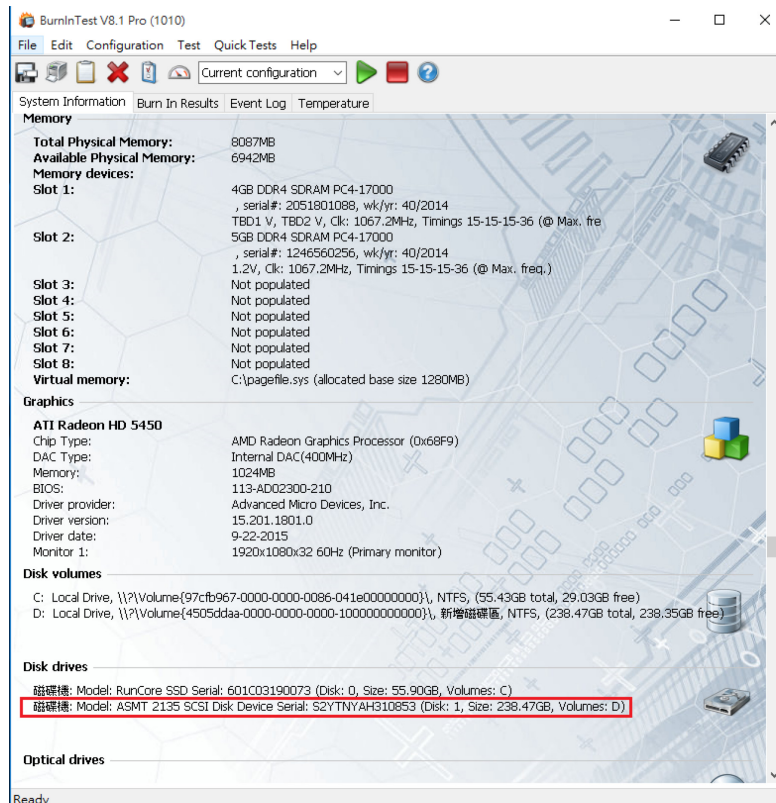 BurnInTest V8.1 Pro (1010)
File Edit Configuration Test Quick Tests Help
Current configuration
System Information Burn In Results Event Log Temperature
Memory
Total Physical Memory: 8087MB
Available Physical Memory: 6942MB
Memory devices:
Slot 1: 4GB DDR4 SDRAM PC4-17000
, serial#: 2051801088, wk/yr: 40/2014
TBD1 V, TBD2 V, Clk: 1067.2MHz, Timings 15-15-15-36 (@ Max. fre
Slot 2: 5GB DDR4 SDRAM PC4-17000
, serial#: 1246560256, wk/yr: 40/2014
1.2V, Clk: 1067.2MHz, Timings 15-15-15-36 (@ Max. freq.)
Slot 3: Not populated
Slot 4: Not populated
Slot 5: Not populated
Slot 6: Not populated
Slot 7: Not populated
Slot 8: Not populated
Virtual memory: C:\pagefile.sys (allocated base size 1280MB)
Graphics
ATI Radeon HD 5450
Chip Type: AMD Radeon Graphics Processor (0x68F9)
DAC Type: Internal DAC(400MHz)
Memory: 1024MB
BIOS: 113-AD02300-210
Driver provider: Advanced Micro Devices, Inc.
Driver version: 15.201.1801.0
Driver date: 9-22-2015
Monitor 1: 1920x1080x32 60Hz (Primary monitor)
Disk volumes
C: Local Drive, \\?\Volume{97cfb967-0000-0000-0086-041e00000000}\, NTFS, (55.43GB total, 29.03GB free)
D: Local Drive, \\?\Volume{4505ddaa-0000-0000-0000-100000000000}\, 新增磁碟區, NTFS, (238.47GB total, 238.35GB free)
Disk drives
磁碟機: Model: RunCore SSD Serial: 601C03190073 (Disk: 0, Size: 55.90GB, Volumes: C)
磁碟機: Model: ASMT 2135 SCSI Disk Device Serial: S2YTNYAH310853 (Disk: 1, Size: 238.47GB, Volumes: D)
Optical drives
Ready